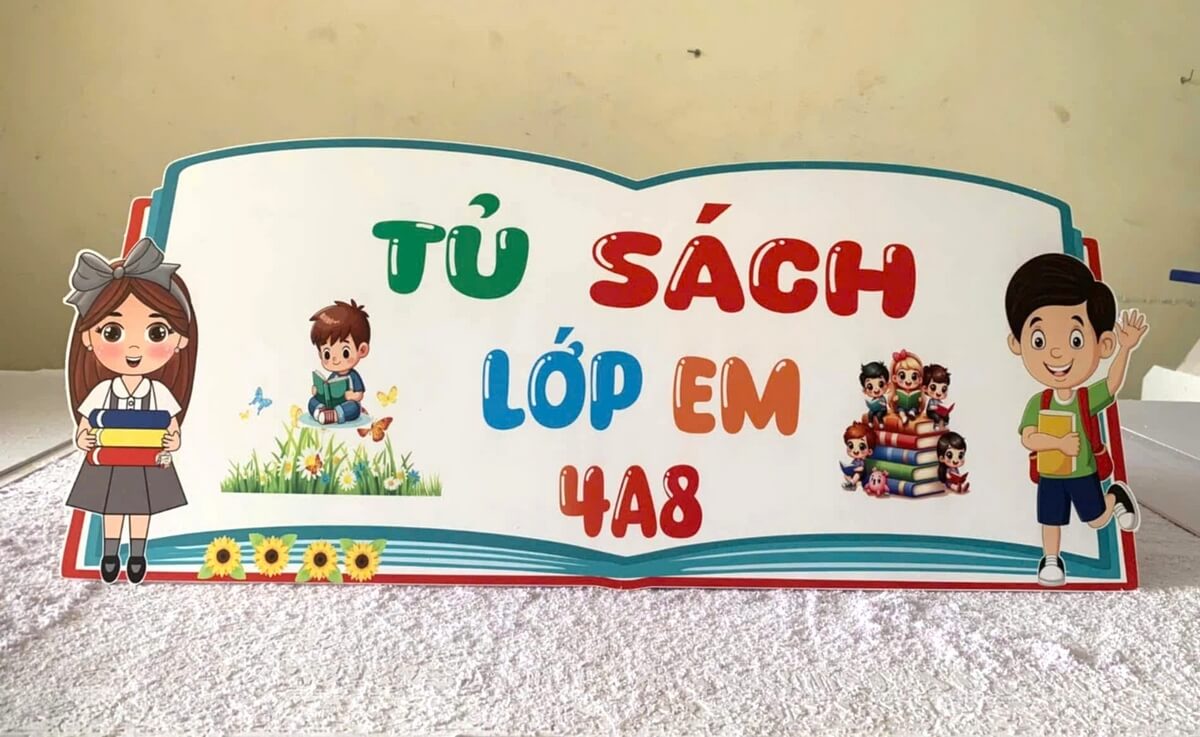 TỦ SÁCH
LỚP EM
4A8